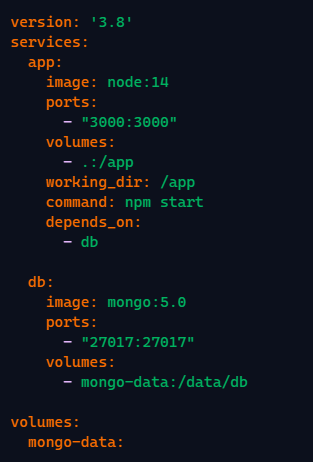 version: '3.8'
services:
  app:
    image: node:14
    ports:
      - "3000:3000"
    volumes:
      - .:/app
    working_dir: /app
    command: npm start
    depends_on:
      - db

  db:
    image: mongo:5.0
    ports:
      - "27017:27017"
    volumes:
      - mongo-data:/data/db

volumes:
  mongo-data: